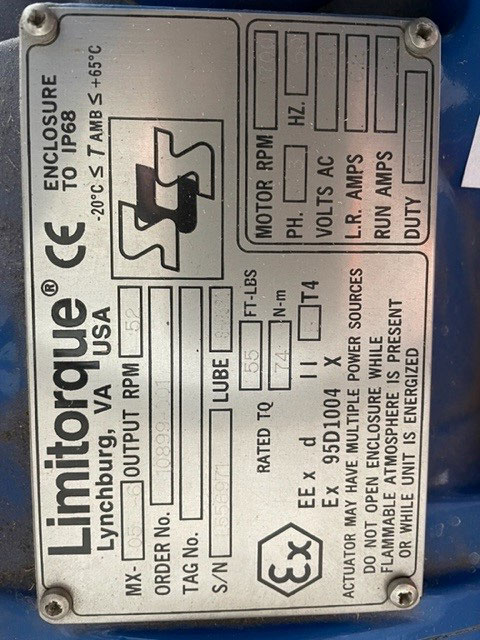 Limitorque® CE
Lynchburg, VA
USA
ENCLOSURE
TO IP68
-20°C ≤ T AMB ≤ +65°C
MX- 05 OUTPUT RPM 52
ORDER No.
TAG No.
S/N LUBE
RATED TQ 55 FT-LBS
74 N-m
SCS
MOTOR RPM
PH. HZ.
VOLTS AC
L.R. AMPS
RUN AMPS
DUTY
Ex
EEx d II T4
Ex 95D1004 X
ACTUATOR MAY HAVE MULTIPLE POWER SOURCES
DO NOT OPEN ENCLOSURE WHILE
FLAMMABLE ATMOSPHERE IS PRESENT
OR WHILE UNIT IS ENERGIZED